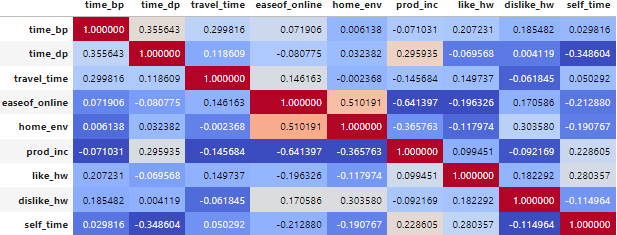 time_bp time_dp travel_time easeof_online home_env prod_inc like_hw dislike_hw self_time
time_bp 1.000000 0.355643 0.299816 0.071906 0.006138 -0.071031 0.207231 0.185482 0.029816
time_dp 0.355643 1.000000 0.118609 -0.080775 0.032382 0.295935 -0.069568 0.004119 -0.348604
travel_time 0.299816 0.118609 1.000000 0.146163 -0.002368 -0.145684 0.149737 -0.061845 0.050292
easeof_online 0.071906 -0.080775 0.146163 1.000000 0.510191 -0.641397 -0.196326 0.170586 -0.212880
home_env 0.006138 0.032382 -0.002368 0.510191 1.000000 -0.365763 -0.117974 0.303580 -0.190767
prod_inc -0.071031 0.295935 -0.145684 -0.641397 -0.365763 1.000000 0.099451 -0.092169 0.228605
like_hw 0.207231 -0.069568 0.149737 -0.196326 -0.117974 0.099451 1.000000 0.182292 0.280357
dislike_hw 0.185482 0.004119 -0.061845 0.170586 0.303580 -0.092169 0.182292 1.000000 -0.114964
self_time 0.029816 -0.348604 0.050292 -0.212880 -0.190767 0.228605 0.280357 -0.114964 1.000000